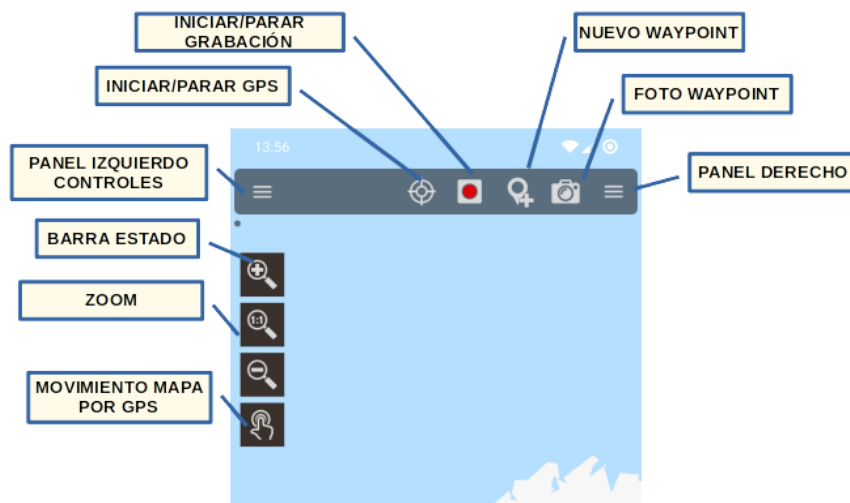 INICIAR/PARAR
GRABACIÓN
NUEVO WAYPOINT
INICIAR/PARAR GPS
FOTO WAYPOINT
13:56
PANEL IZQUIERDO
CONTROLES
PANEL DERECHO
BARRA ESTADO
ZOOM
1:1
MOVIMIENTO MAPA
POR GPS